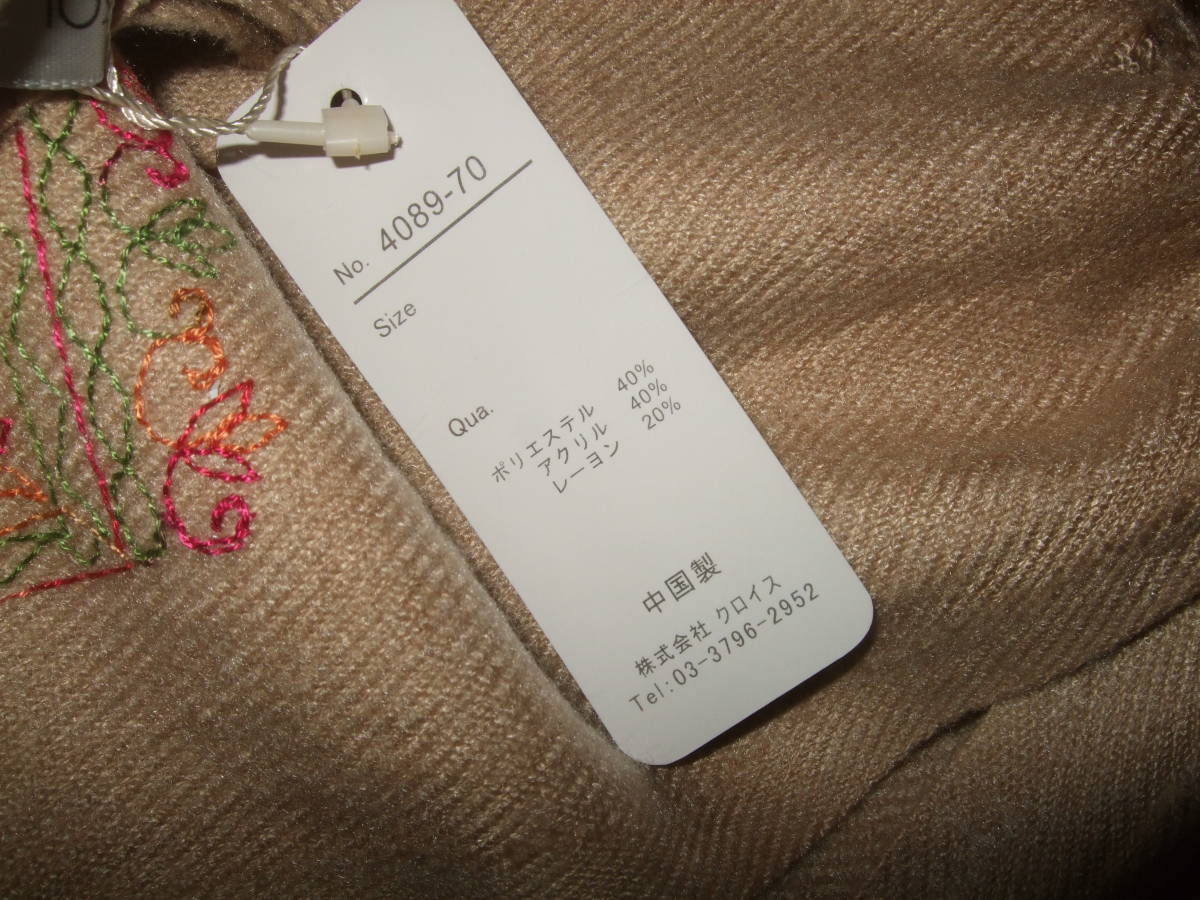 No. 4089-70
Size
Qua.
ポリエステル 40%
アクリル 40%
レーヨン 20%
中国製
株式会社 クロイス
Tel:03-3796-2952